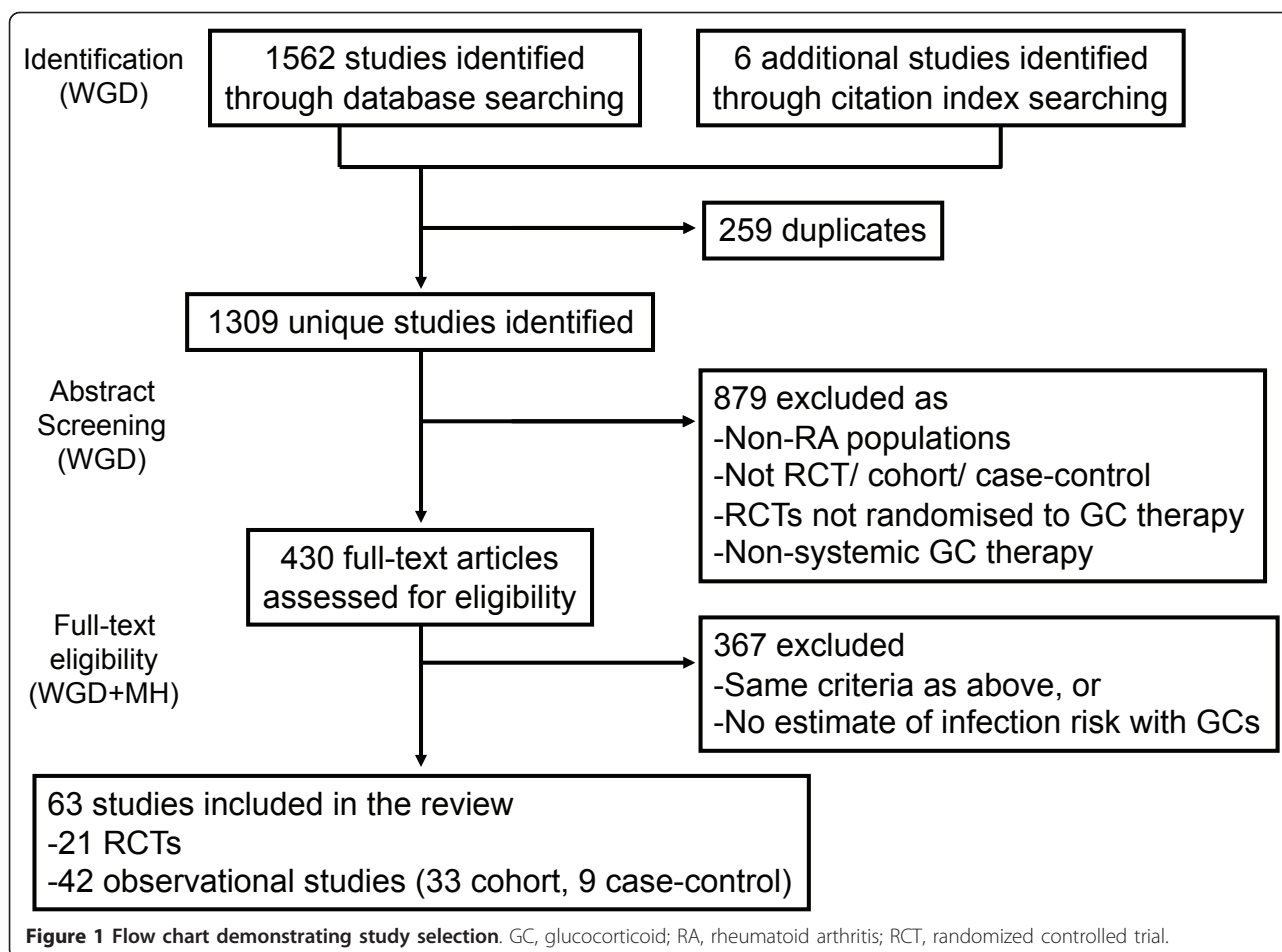 Identification
(WGD)
1562 studies identified
through database searching
6 additional studies identified
through citation index searching
259 duplicates
1309 unique studies identified
Abstract
Screening
(WGD)
879 excluded as
-Non-RA populations
-Not RCT/ cohort/ case-control
-RCTs not randomised to GC therapy
-Non-systemic GC therapy
430 full-text articles
assessed for eligibility
Full-text
eligibility
(WGD+MH)
367 excluded
-Same criteria as above, or
-No estimate of infection risk with GCs
63 studies included in the review
-21 RCTs
-42 observational studies (33 cohort, 9 case-control)
Figure 1 Flow chart demonstrating study selection. GC, glucocorticoid; RA, rheumatoid arthritis; RCT, randomized controlled trial.